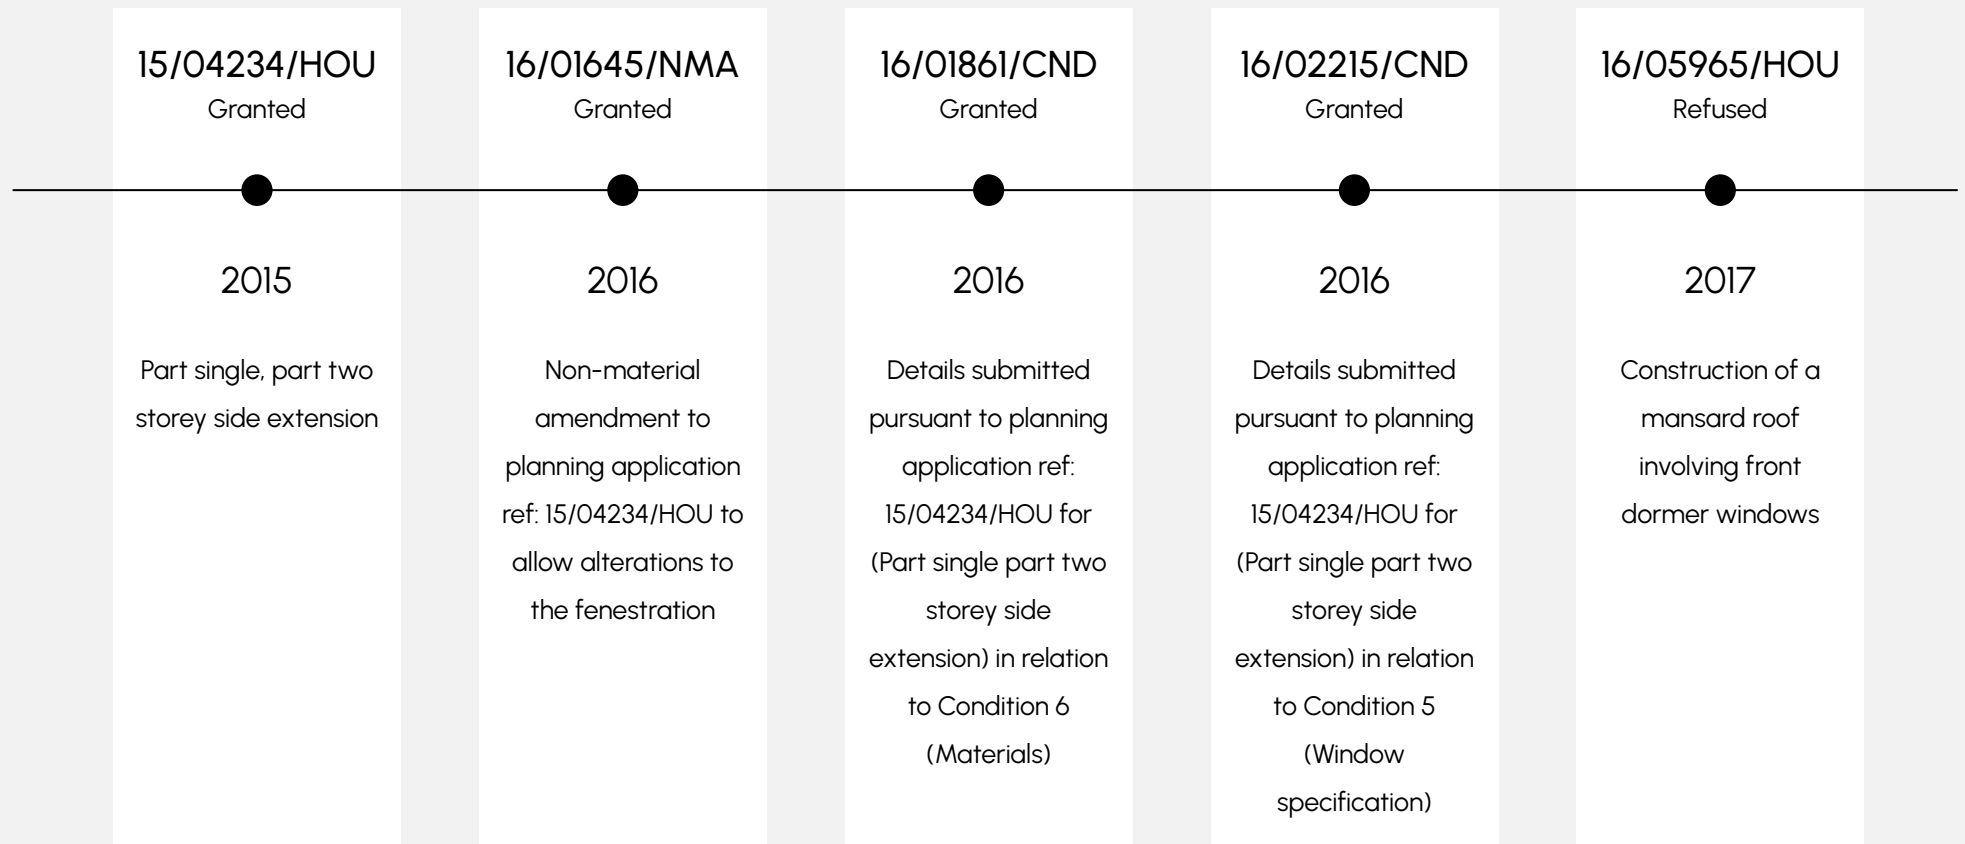 15/04234/HOU
Granted
2015
Part single, part two
storey side extension
16/01645/NMA
Granted
2016
Non-material
amendment to
planning application
ref: 15/04234/HOU to
allow alterations to
the fenestration
16/01861/CND
Granted
2016
Details submitted
pursuant to planning
application ref:
15/04234/HOU for
(Part single part two
storey side
extension) in relation
to Condition 6
(Materials)
16/02215/CND
Granted
2016
Details submitted
pursuant to planning
application ref:
15/04234/HOU for
(Part single part two
storey side
extension) in relation
to Condition 5
(Window
specification)
16/05965/HOU
Refused
2017
Construction of a
mansard roof
involving front
dormer windows